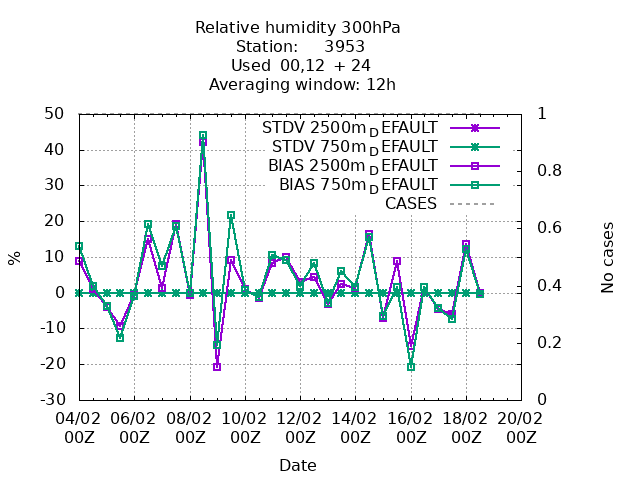 Relative humidity 300hPa
Station: 3953
Used 00,12 + 24
Averaging window: 12h
STDV 2500m_DEFAULT
STDV 750m_DEFAULT
BIAS 2500m_DEFAULT
BIAS 750m_DEFAULT
CASES
50
40
30
20
10
0
-10
-20
-30
%
1
0.8
0.6
0.4
0.2
0
No cases
04/02 06/02 08/02 10/02 12/02 14/02 16/02 18/02 20/02
00Z 00Z 00Z 00Z 00Z 00Z 00Z 00Z 00Z
Date